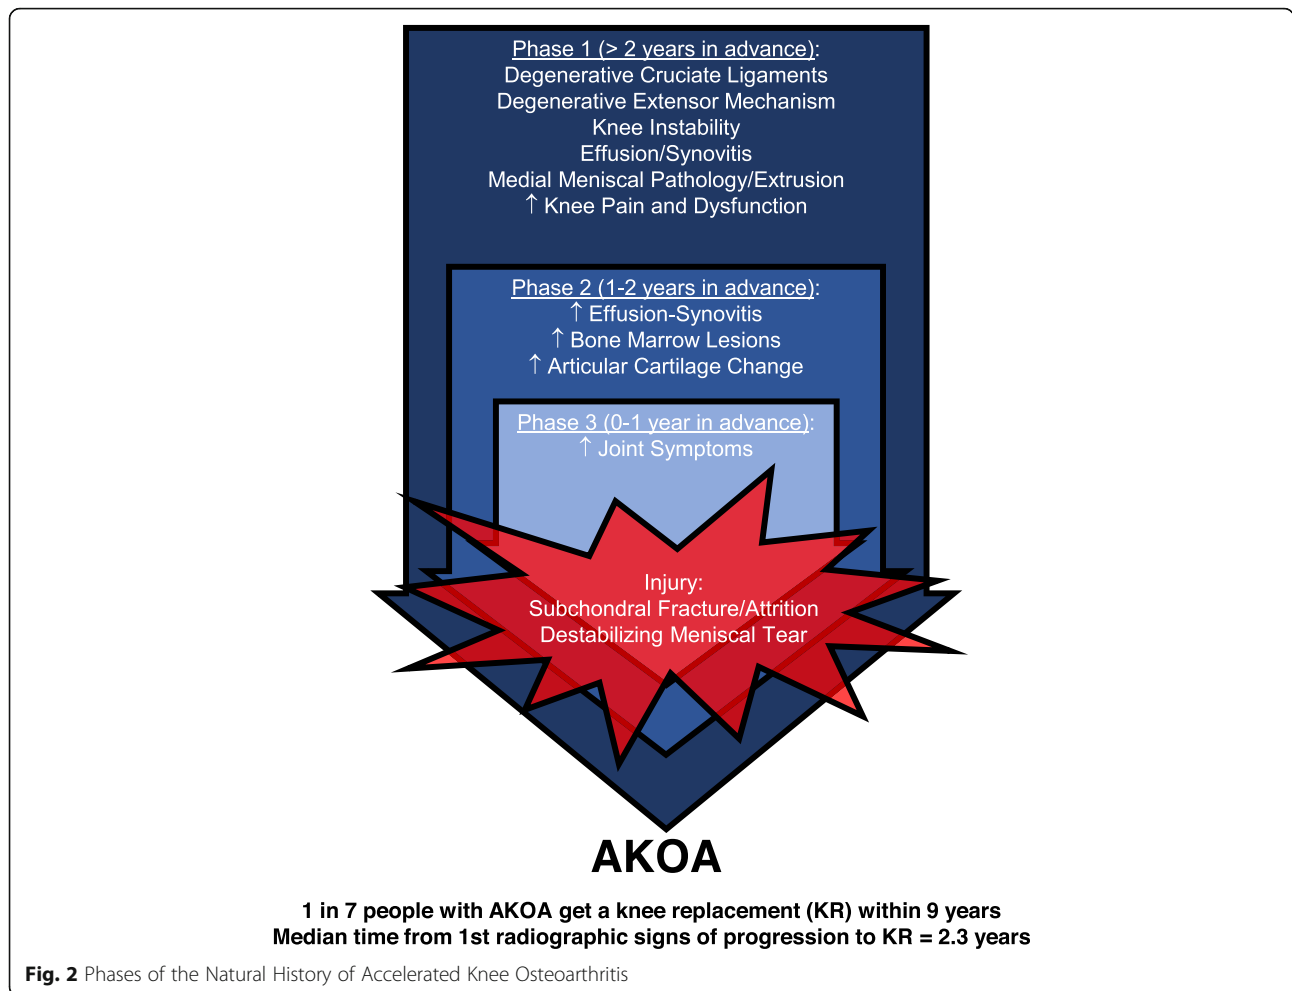 Phase 1 (> 2 years in advance):
Degenerative Cruciate Ligaments
Degenerative Extensor Mechanism
Knee Instability
Effusion/Synovitis
Medial Meniscal Pathology/Extrusion
↑ Knee Pain and Dysfunction
Phase 2 (1-2 years in advance):
↑ Effusion-Synovitis
↑ Bone Marrow Lesions
↑ Articular Cartilage Change
Phase 3 (0-1 year in advance):
↑ Joint Symptoms
Injury:
Subchondral Fracture/Attrition
Destabilizing Meniscal Tear
AKOA
1 in 7 people with AKOA get a knee replacement (KR) within 9 years
Median time from 1st radiographic signs of progression to KR = 2.3 years
Fig. 2 Phases of the Natural History of Accelerated Knee Osteoarthritis